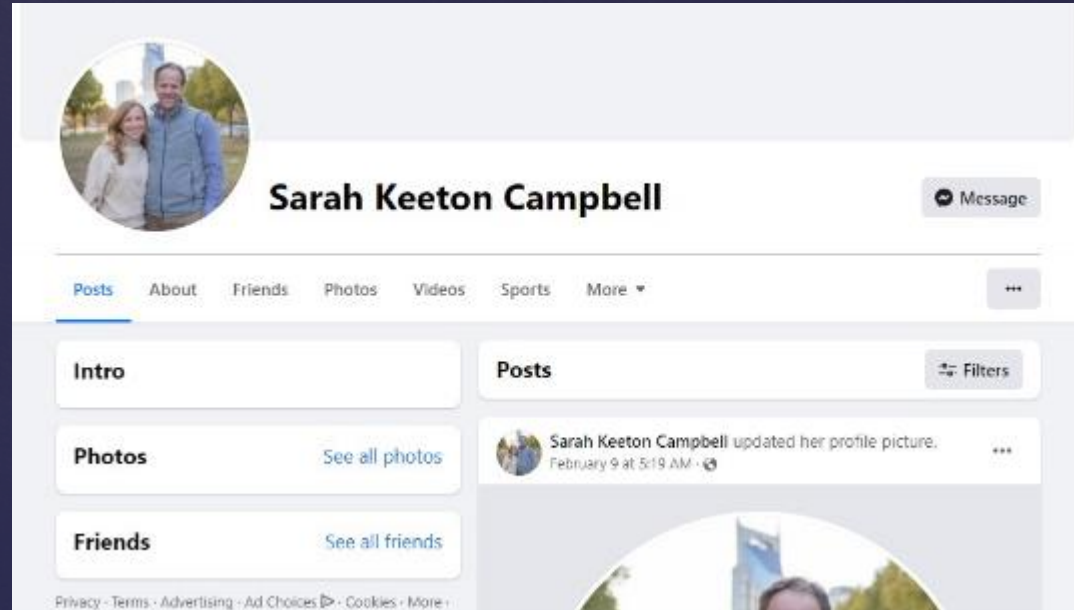 Sarah Keeton Campbell
Message
Posts About Friends Photos Videos Sports More
Intro
Posts
Filters
Photos
See all photos
Sarah Keeton Campbell updated her profile picture.
February 9 at 5:19 AM ·
Friends
See all friends
Privacy · Terms · Advertising · Ad Choices · Cookies · More ·